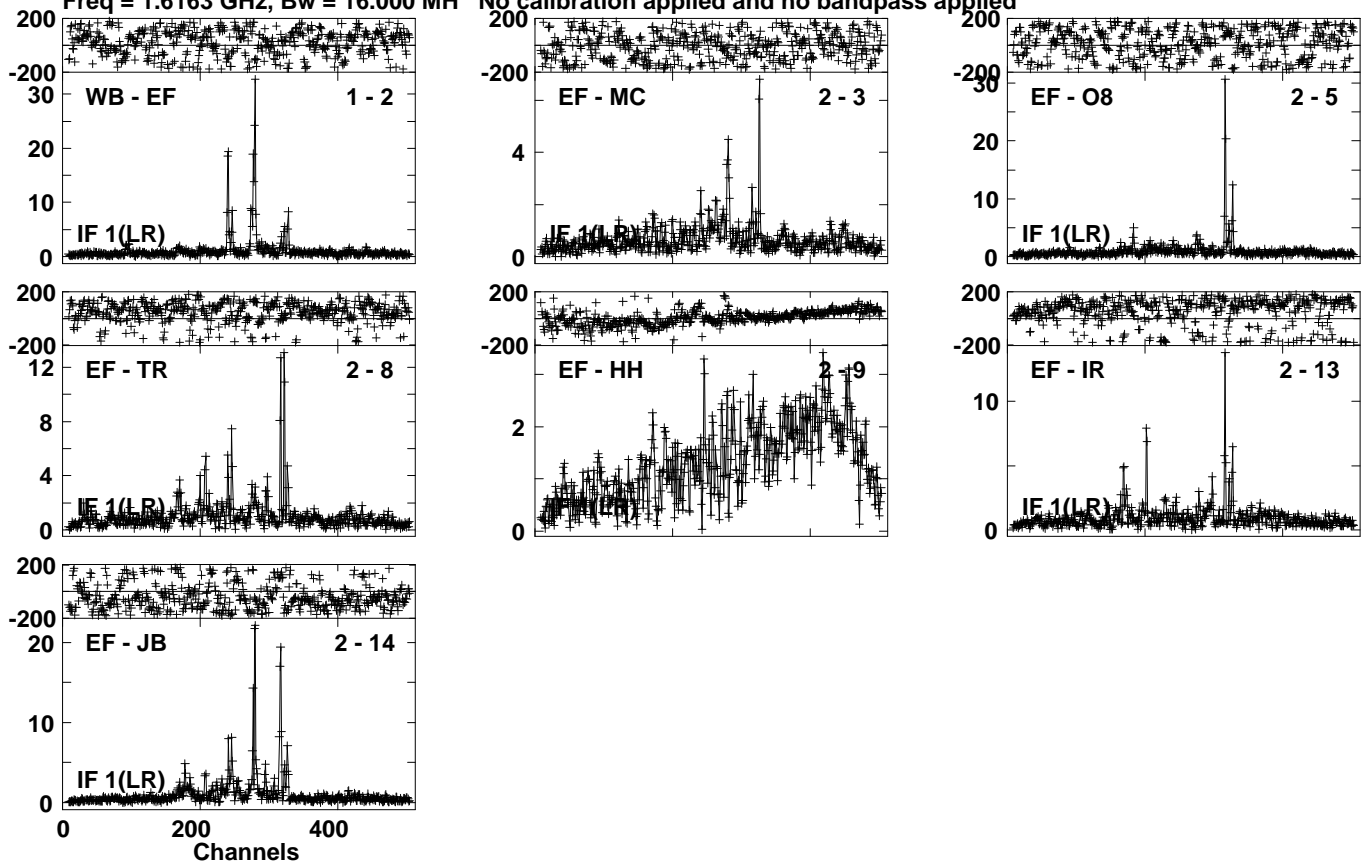 Freq = 1.6163 GHz, Bw = 16.000 MH No calibration applied and no bandpass applied
200
-200
WB - EF 1 - 2
30
20
10
0
IF 1(LR)
200
-200
EF - MC 2 - 3
4
0
IF 1(LR)
200
-200
EF - O8 2 - 5
30
20
10
0
IF 1(LR)
200
-200
EF - TR 2 - 8
12
8
4
0
IF 1(LR)
200
-200
EF - HH 2 - 9
2
0
IF 1(LR)
200
-200
EF - IR 2 - 13
10
0
IF 1(LR)
200
-200
EF - JB 2 - 14
20
10
0
IF 1(LR)
0 200 400
Channels